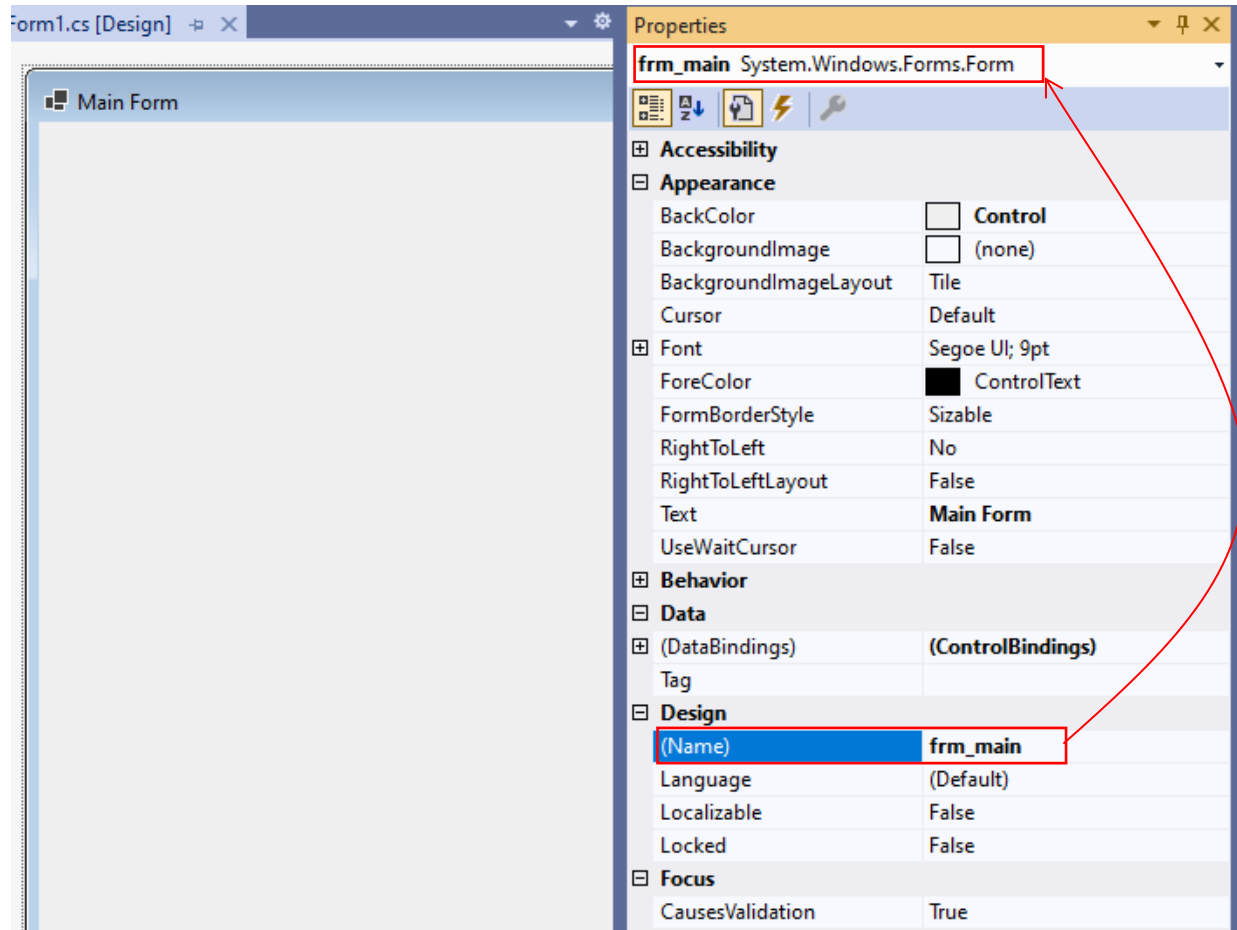 Form1.cs [Design]
Main Form
Properties
frm_main System.Windows.Forms.Form
Accessibility
Appearance
BackColor Control
BackgroundImage (none)
BackgroundImageLayout Tile
Cursor Default
Font Segoe UI; 9pt
ForeColor ControlText
FormBorderStyle Sizable
RightToLeft No
RightToLeftLayout False
Text Main Form
UseWaitCursor False
Behavior
Data
(DataBindings) (ControlBindings)
Tag
Design
(Name) frm_main
Language (Default)
Localizable False
Locked False
Focus
CausesValidation True